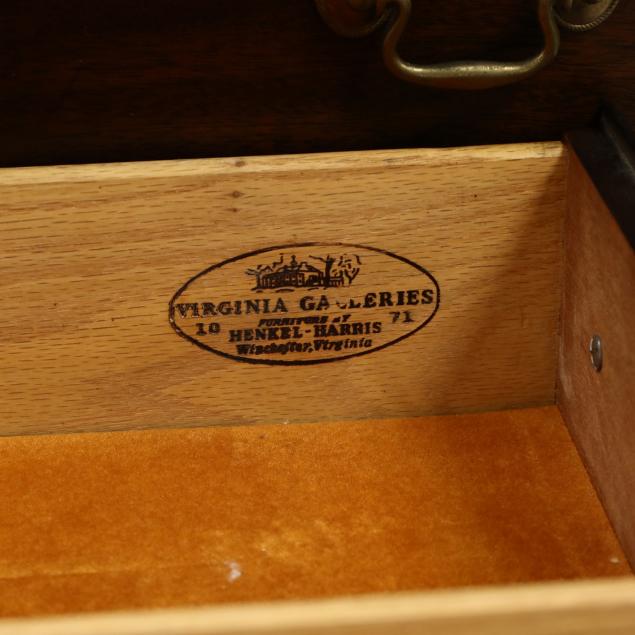 VIRGINIA GALLERIES
10 71
FURNITURE BY
HENKEL-HARRIS
Winchester, Virginia